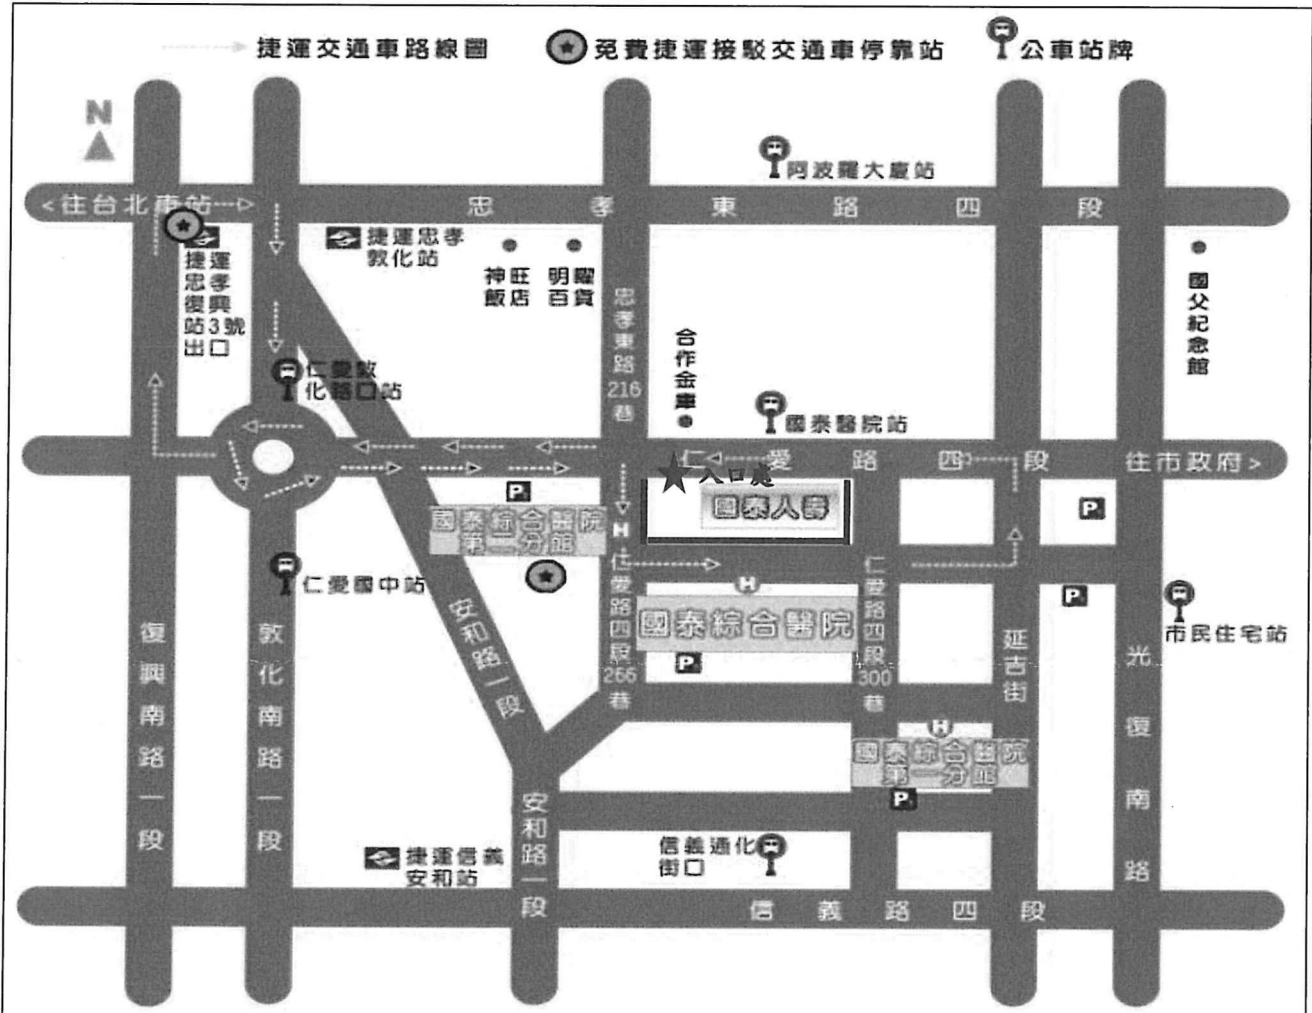 捷運交通車路線圖
免費捷運接駁交通車停靠站
公車站牌
N
阿波羅大廈站
<往台北車站
忠孝東路四段
捷運忠孝
敦化站
捷運
忠孝
復興
站3號
出口
神旺
飯店
明曜
百貨
忠孝東路216巷
合作金庫
國父紀念館
仁愛敦
化路口站
國泰醫院站
仁愛路四段
往市政府>
入口處
國泰人壽
P
國泰綜合醫院
第二分館
H
P
仁愛國中站
仁愛路四段266巷
H
仁愛路四段300巷
P
市民住宅站
國泰綜合醫院
P
復興南路一段
敦化南路一段
安和路一段
延吉街
光復南路
H
國泰綜合醫院
第一分館
P
安和路一段
捷運信義
安和站
信義通化
街口
信義路四段